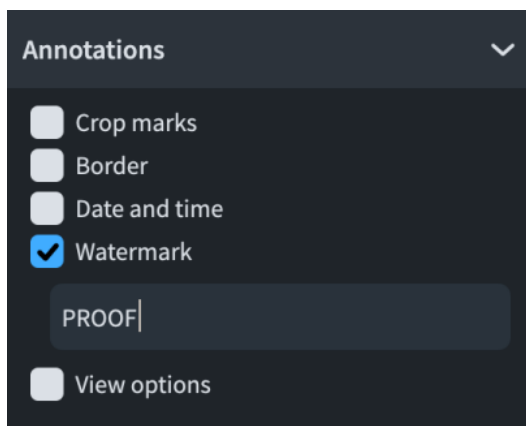 Annotations
Crop marks
Border
Date and time
Watermark
PROOF
View options